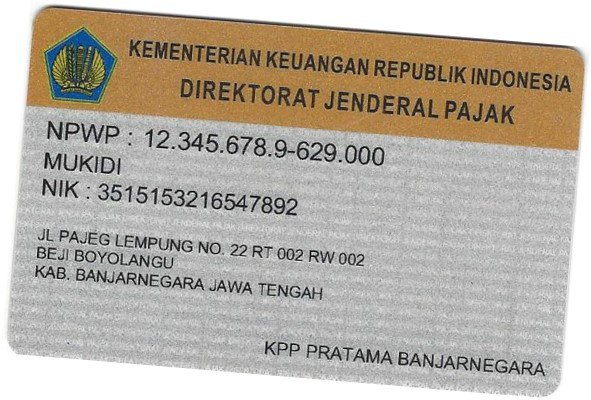 KEMENTERIAN KEUANGAN REPUBLIK INDONESIA
DIREKTORAT JENDERAL PAJAK
NPWP : 12.345.678.9-629.000
MUKIDI
NIK : 3515153216547892
JL PAJEG LEMPUNG NO. 22 RT 002 RW 002
BEJI BOYOLANGU
KAB. BANJARNEGARA JAWA TENGAH
KPP PRATAMA BANJARNEGARA